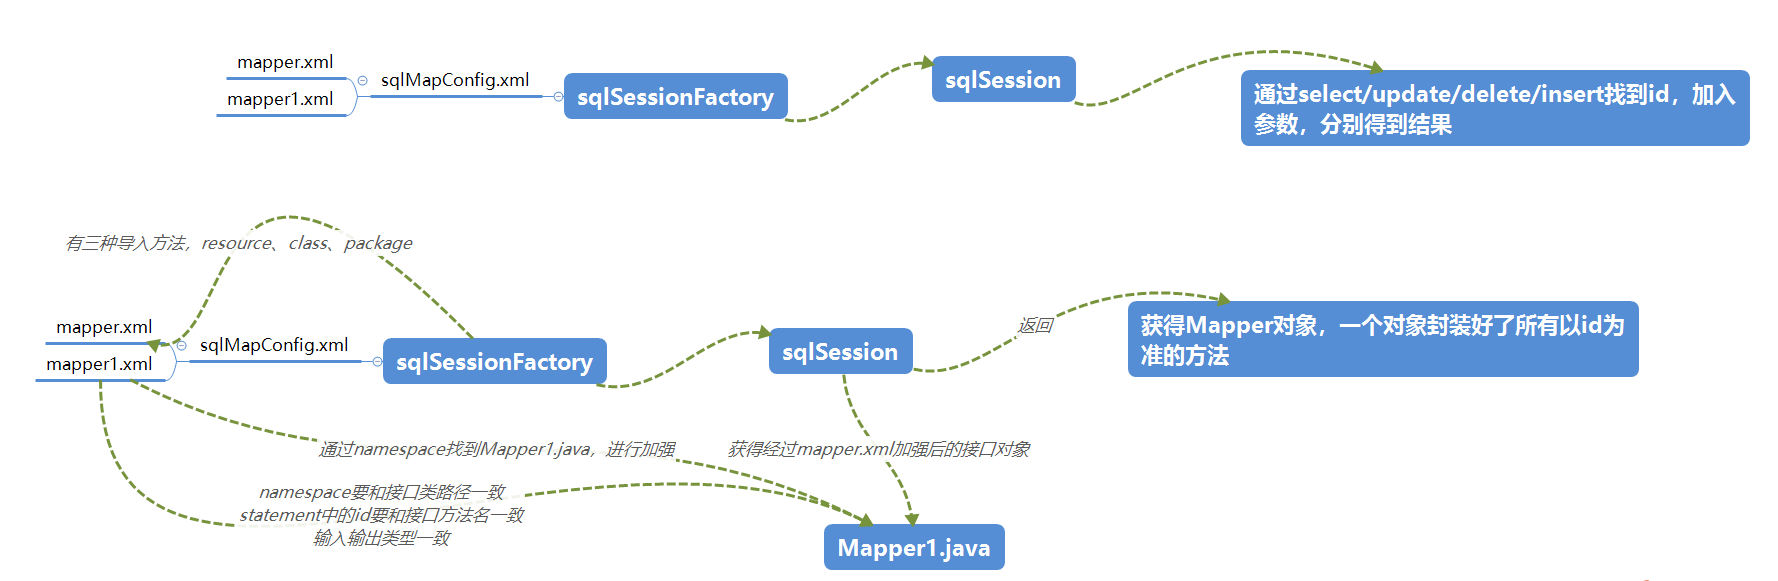 mapper.xml
mapper1.xml
sqlMapConfig.xml
sqlSessionFactory
sqlSession
通过select/update/delete/insert找到id，加入
参数，分别得到结果
有三种导入方法，resource、class、package
mapper.xml
mapper1.xml
sqlMapConfig.xml
sqlSessionFactory
sqlSession
返回
获得Mapper对象，一个对象封装好了所有以id为
准的方法
通过namespace找到Mapper1.java，进行加强
获得经过mapper.xml加强后的接口对象
namespace要和接口类路径一致
statement中的id要和接口方法名一致
输入输出类型一致
Mapper1.java